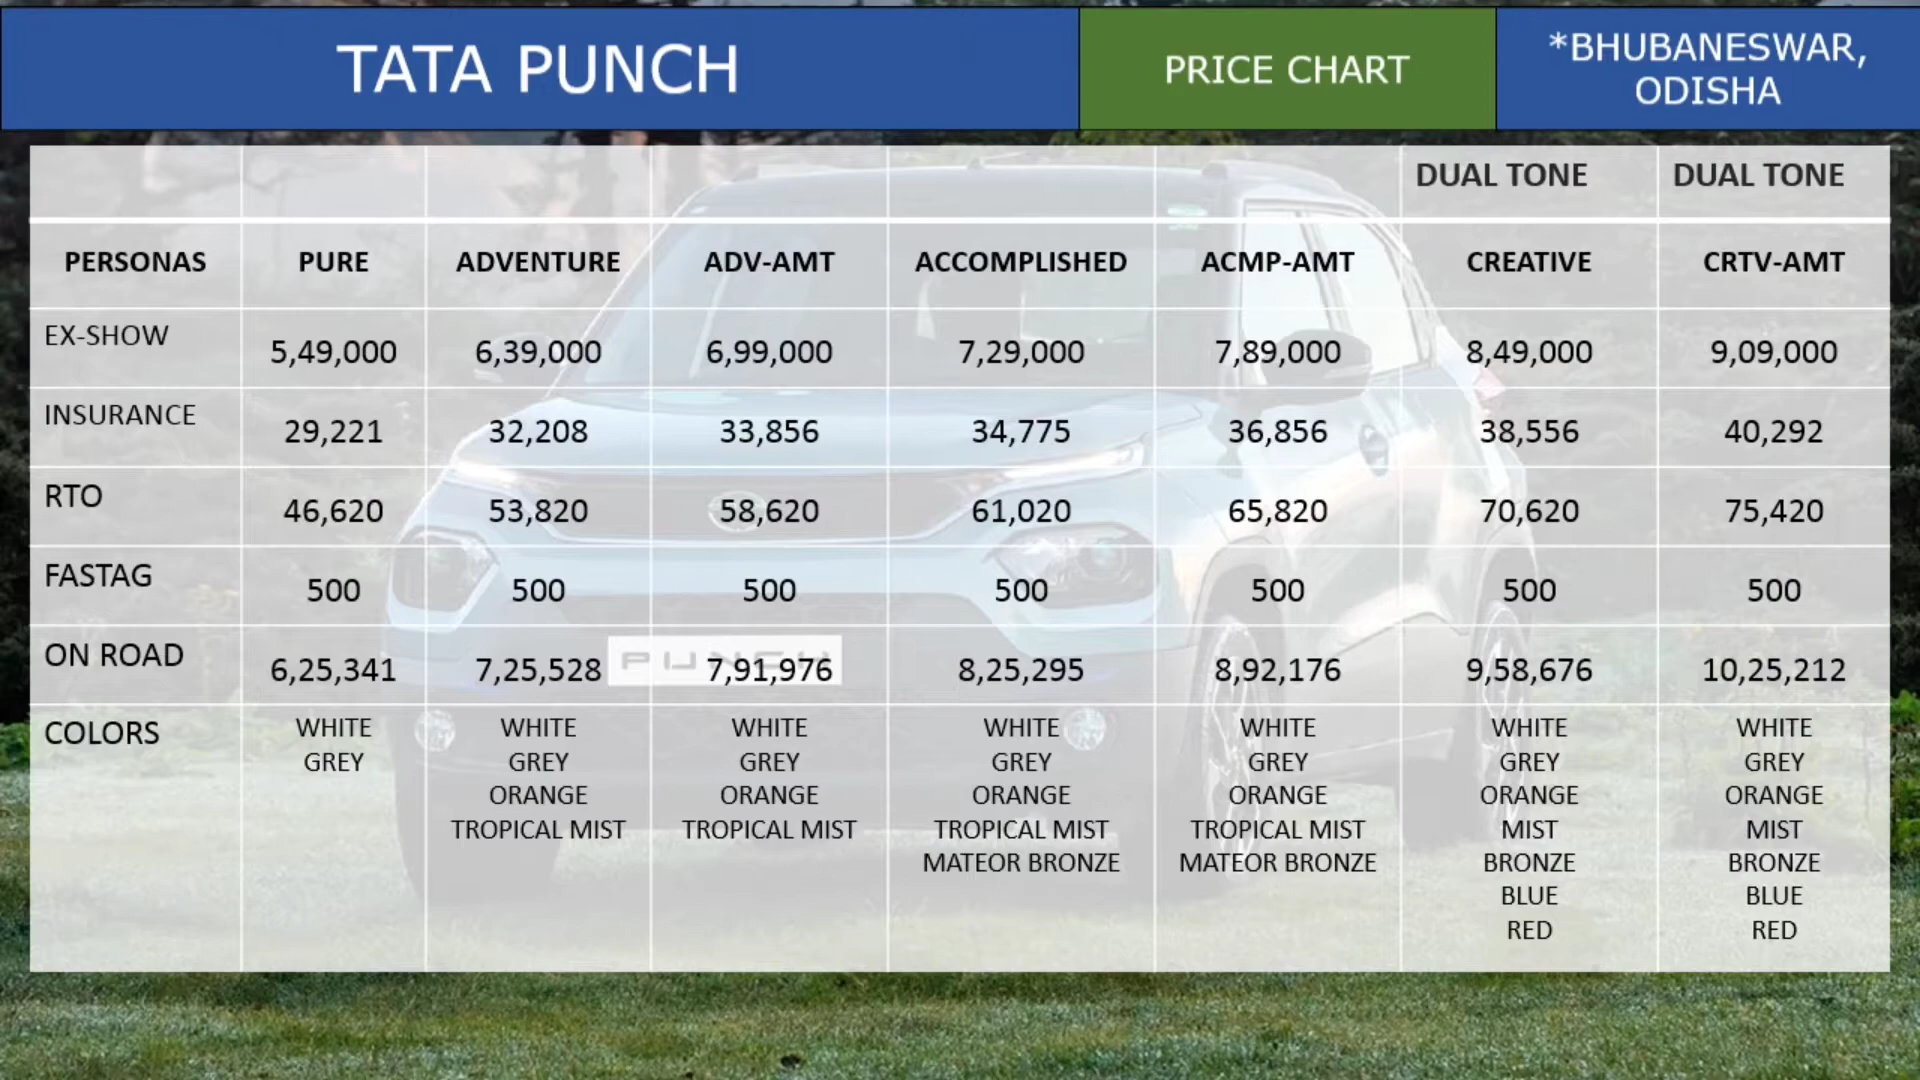 TATA PUNCH
PRICE CHART
*BHUBANESWAR,
ODISHA
DUAL TONE DUAL TONE
PERSONAS PURE ADVENTURE ADV-AMT ACCOMPLISHED ACMP-AMT CREATIVE CRTV-AMT
EX-SHOW 5,49,000 6,39,000 6,99,000 7,29,000 7,89,000 8,49,000 9,09,000
INSURANCE 29,221 32,208 33,856 34,775 36,856 38,556 40,292
RTO 46,620 53,820 58,620 61,020 65,820 70,620 75,420
FASTAG 500 500 500 500 500 500 500
ON ROAD 6,25,341 7,25,528 7,91,976 8,25,295 8,92,176 9,58,676 10,25,212
COLORS WHITE WHITE WHITE WHITE WHITE WHITE WHITE
GREY GREY GREY GREY GREY GREY GREY
ORANGE ORANGE ORANGE ORANGE ORANGE ORANGE
TROPICAL MIST TROPICAL MIST TROPICAL MIST TROPICAL MIST MIST MIST
MATEOR BRONZE MATEOR BRONZE BRONZE BRONZE
BLUE BLUE
RED RED